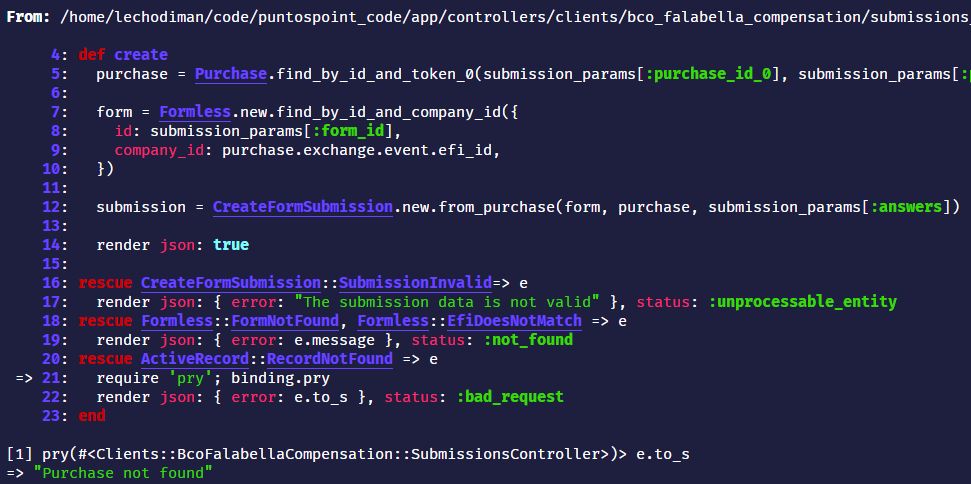 From: /home/lechodiman/code/puntospoint_code/app/controllers/clients/bco_falabella_compensation/submissions_
4: def create
5: purchase = Purchase.find_by_id_and_token_0(submission_params[:purchase_id_0], submission_params[:p
6:
7: form = Formless.new.find_by_id_and_company_id({
8: id: submission_params[:form_id],
9: company_id: purchase.exchange.event.efi_id,
10: })
11:
12: submission = CreateFormSubmission.new.from_purchase(form, purchase, submission_params[:answers])
13:
14: render json: true
15:
16: rescue CreateFormSubmission::SubmissionInvalid=> e
17: render json: { error: "The submission data is not valid" }, status: :unprocessable_entity
18: rescue Formless::FormNotFound, Formless::EfiDoesNotMatch => e
19: render json: { error: e.message }, status: :not_found
20: rescue ActiveRecord::RecordNotFound => e
=> 21: require 'pry'; binding.pry
22: render json: { error: e.to_s }, status: :bad_request
23: end
[1] pry(#<Clients::BcoFalabellaCompensation::SubmissionsController>)> e.to_s
=> "Purchase not found"